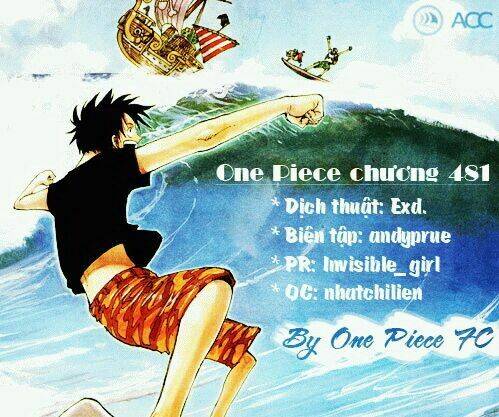 ACC
One Piece chương 481
* Dịch thuật: Exd.
* Biên tập: andyprue
* PR: Invisible_girl
* QC: nhatchilien
By One Piece FC